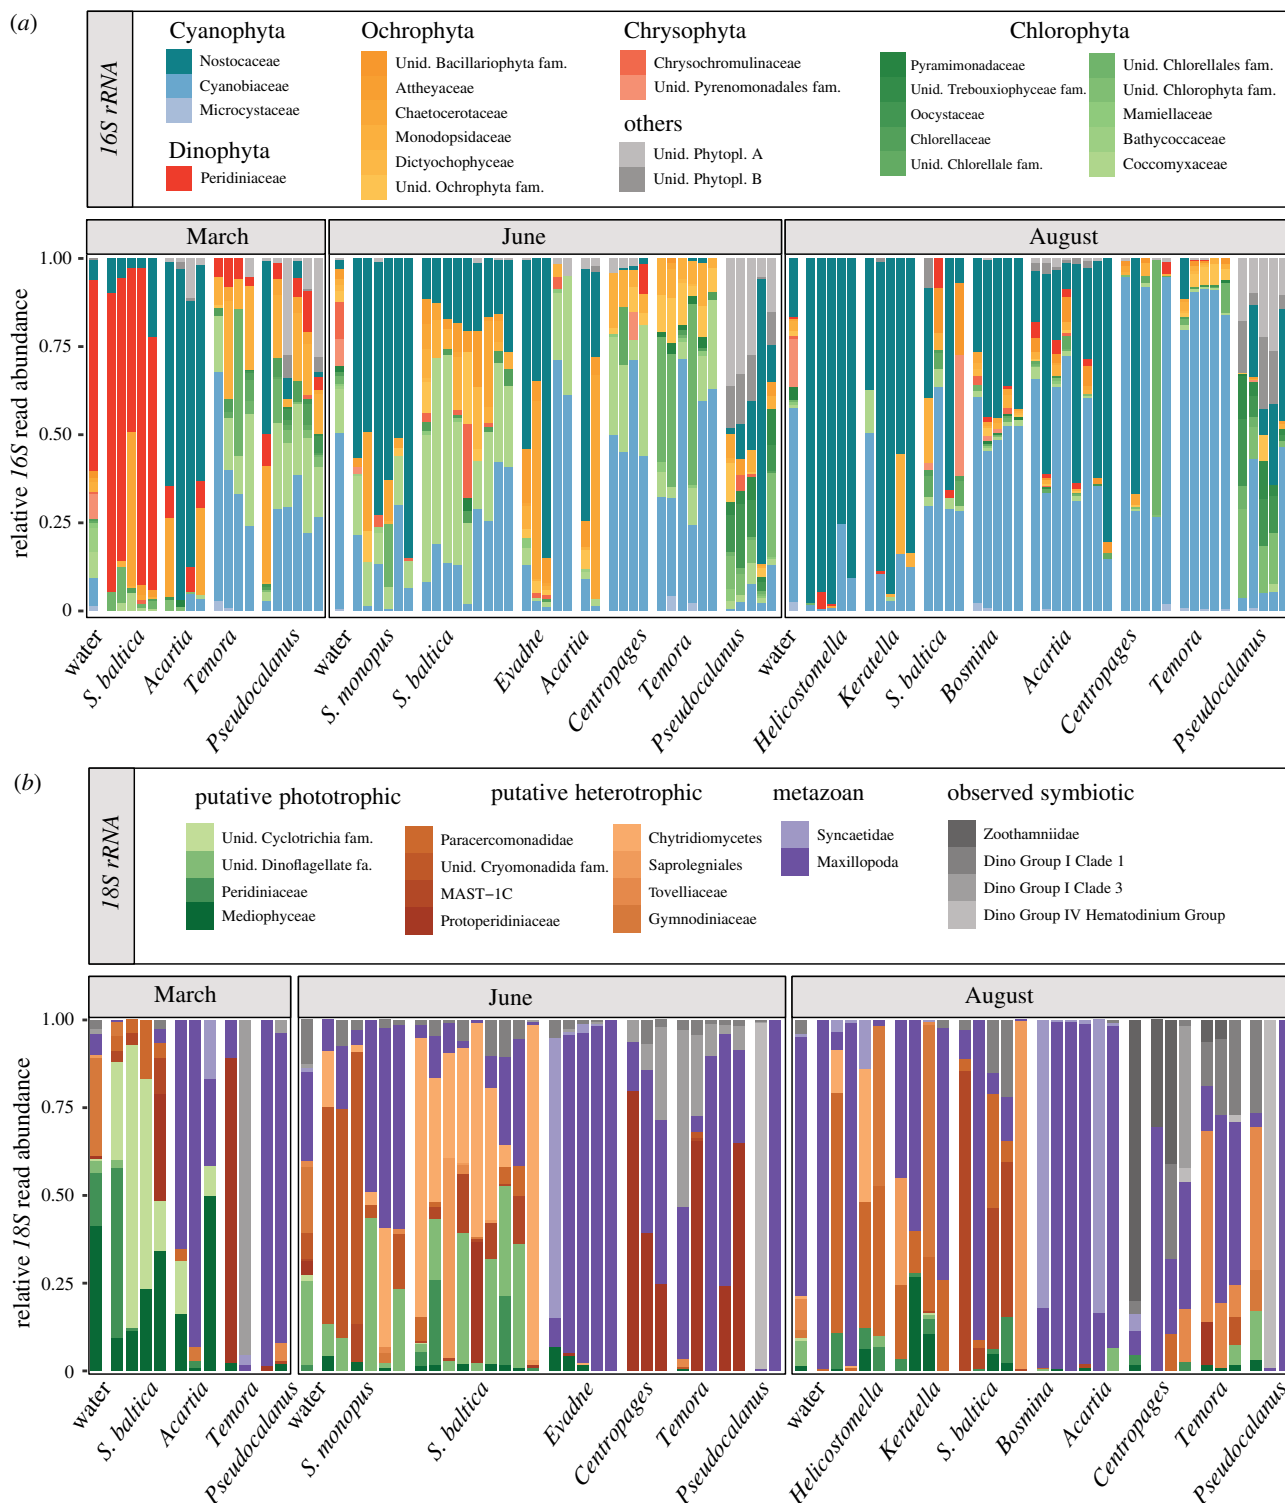 (a)
16S rRNA
Cyanophyta
Nostocaceae
Cyanobiaceae
Microcystaceae
Dinophyta
Peridiniaceae
Ochrophyta
Unid. Bacillariophyta fam.
Attheyaceae
Chaetocerotaceae
Monodopsidaceae
Dictyochophyceae
Unid. Ochrophyta fam.
Chrysophyta
Chrysochromulinaceae
Unid. Pyrenomonadales fam.
others
Unid. Phytopl. A
Unid. Phytopl. B
Chlorophyta
Pyramimonadaceae
Unid. Trebouxiophyceae fam.
Oocystaceae
Chlorellaceae
Unid. Chlorellale fam.
Unid. Chlorellales fam.
Unid. Chlorophyta fam.
Mamiellaceae
Bathycoccaceae
Coccomyxaceae
March
June
August
relative 16S read abundance
1.00
0.75
0.50
0.25
0
water
S. baltica
Acartia
Temora
Pseudocalanus
water
S. monopus
S. baltica
Evadne
Acartia
Centropages
Temora
Pseudocalanus
water
Helicostomella
Keratella
S. baltica
Bosmina
Acartia
Centropages
Temora
Pseudocalanus
(b)
18S rRNA
putative phototrophic
Unid. Cyclotrichia fam.
Unid. Dinoflagellate fa.
Peridiniaceae
Mediophyceae
putative heterotrophic
Paracercomonadidae
Unid. Cryomonadida fam.
MAST−1C
Protoperidiniaceae
Chytridiomycetes
Saprolegniales
Tovelliaceae
Gymnodiniaceae
metazoan
Syncaetidae
Maxillopoda
observed symbiotic
Zoothamniidae
Dino Group I Clade 1
Dino Group I Clade 3
Dino Group IV Hematodinium Group
March
June
August
relative 18S read abundance
1.00
0.75
0.50
0.25
0
water
S. baltica
Acartia
Temora
Pseudocalanus
water
S. monopus
S. baltica
Evadne
Centropages
Temora
Pseudocalanus
water
Helicostomella
Keratella
S. baltica
Bosmina
Acartia
Centropages
Temora
Pseudocalanus